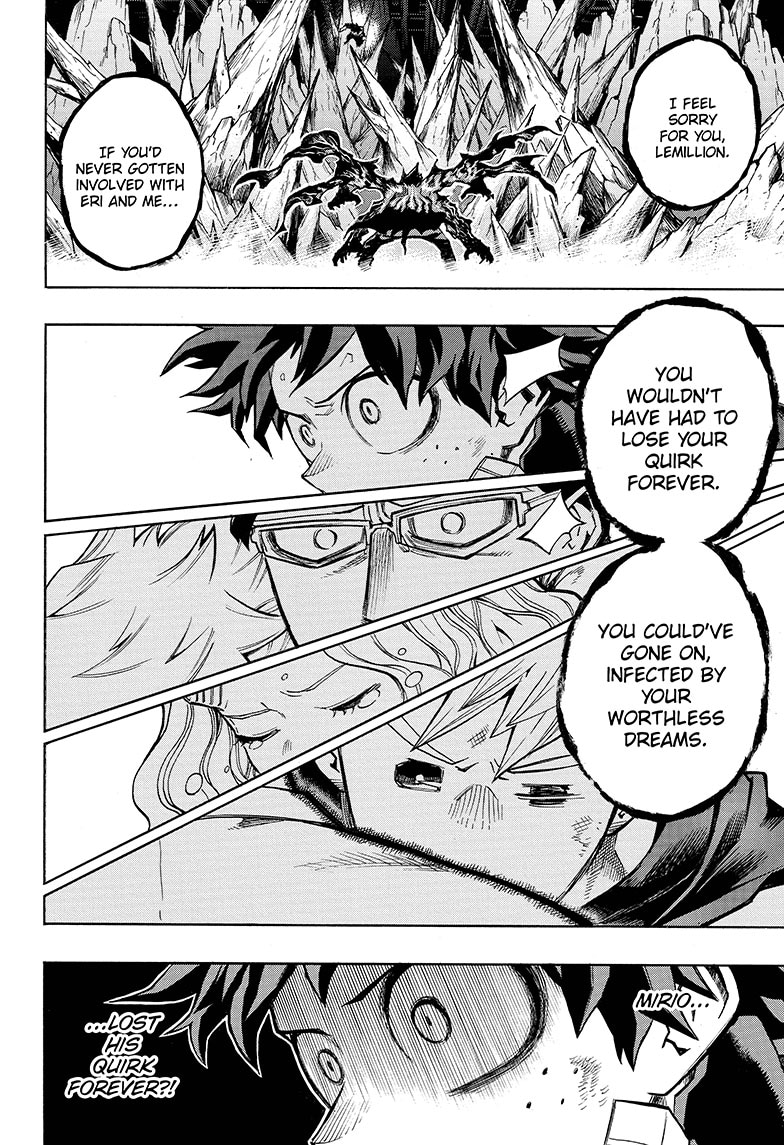 I FEEL
SORRY
FOR YOU,
LEMILLION.
IF YOU'D
NEVER GOTTEN
INVOLVED WITH
ERI AND ME...
YOU
WOULDN'T
HAVE HAD TO
LOSE YOUR
QUIRK
FOREVER.
YOU COULD'VE
GONE ON,
INFECTED BY
YOUR
WORTHLESS
DREAMS.
MIRIO...
...LOST
HIS
QUIRK
FOREVER?!